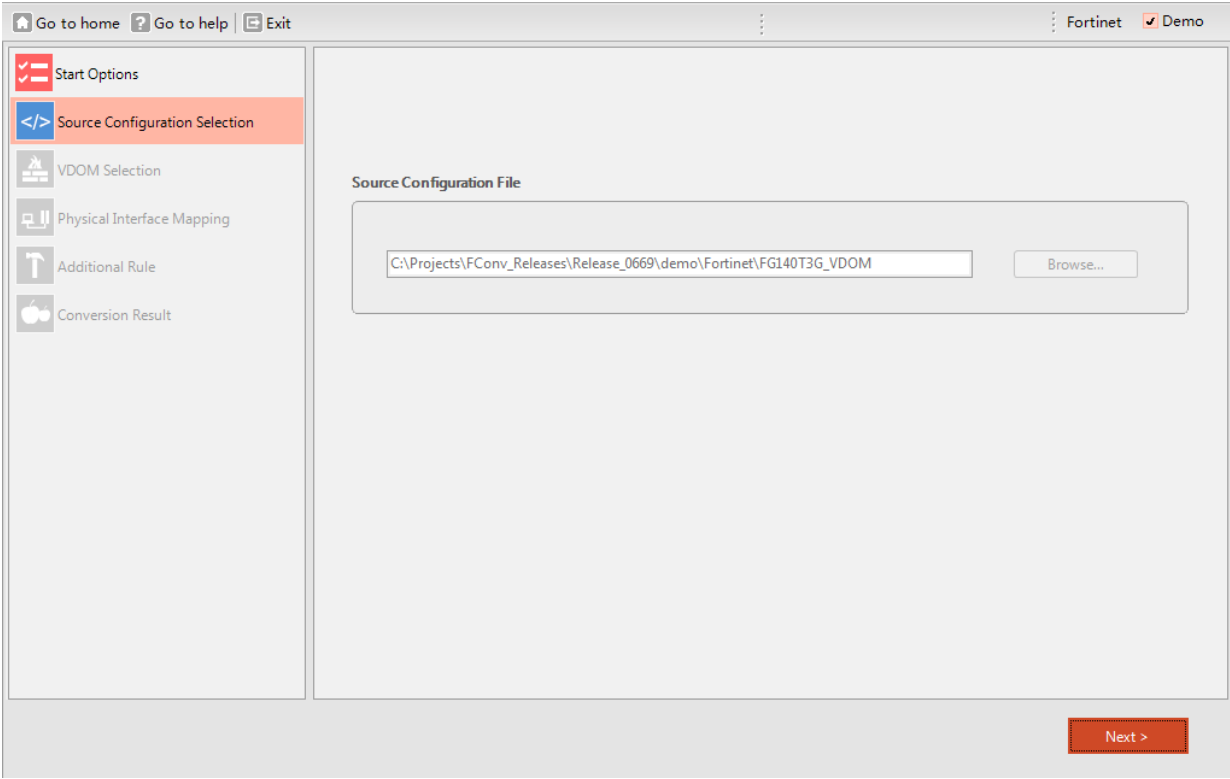 Go to home Go to help Exit Fortinet Demo
Start Options
</> Source Configuration Selection
VDOM Selection
Physical Interface Mapping
Additional Rule
Conversion Result
Source Configuration File
C:\Projects\FConv_Releases\Release_0669\demo\Fortinet\FG140T3G_VDOM Browse...
Next >